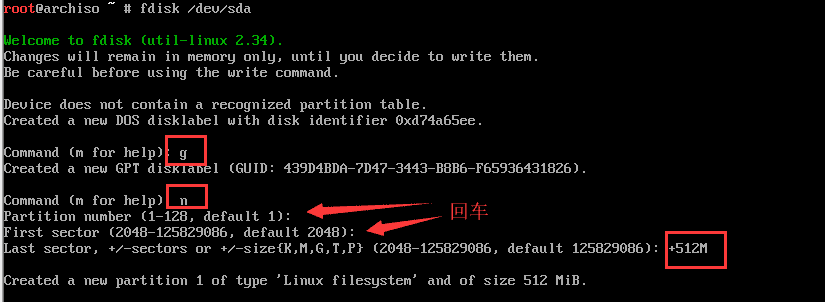 root@archiso ~ # fdisk /dev/sda
Welcome to fdisk (util-linux 2.34).
Changes will remain in memory only, until you decide to write them.
Be careful before using the write command.
Device does not contain a recognized partition table.
Created a new DOS disklabel with disk identifier 0xd74a65ee.
Command (m for help): g
Created a new GPT disklabel (GUID: 439D4BDA-7D47-3443-B8B6-F65936431826).
Command (m for help) n
Partition number (1-128, default 1):
回车
First sector (2048-125829086, default 2048):
Last sector, +/-sectors or +/-size{K,M,G,T,P} (2048-125829086, default 125829086): +512M
Created a new partition 1 of type 'Linux filesystem' and of size 512 MiB.